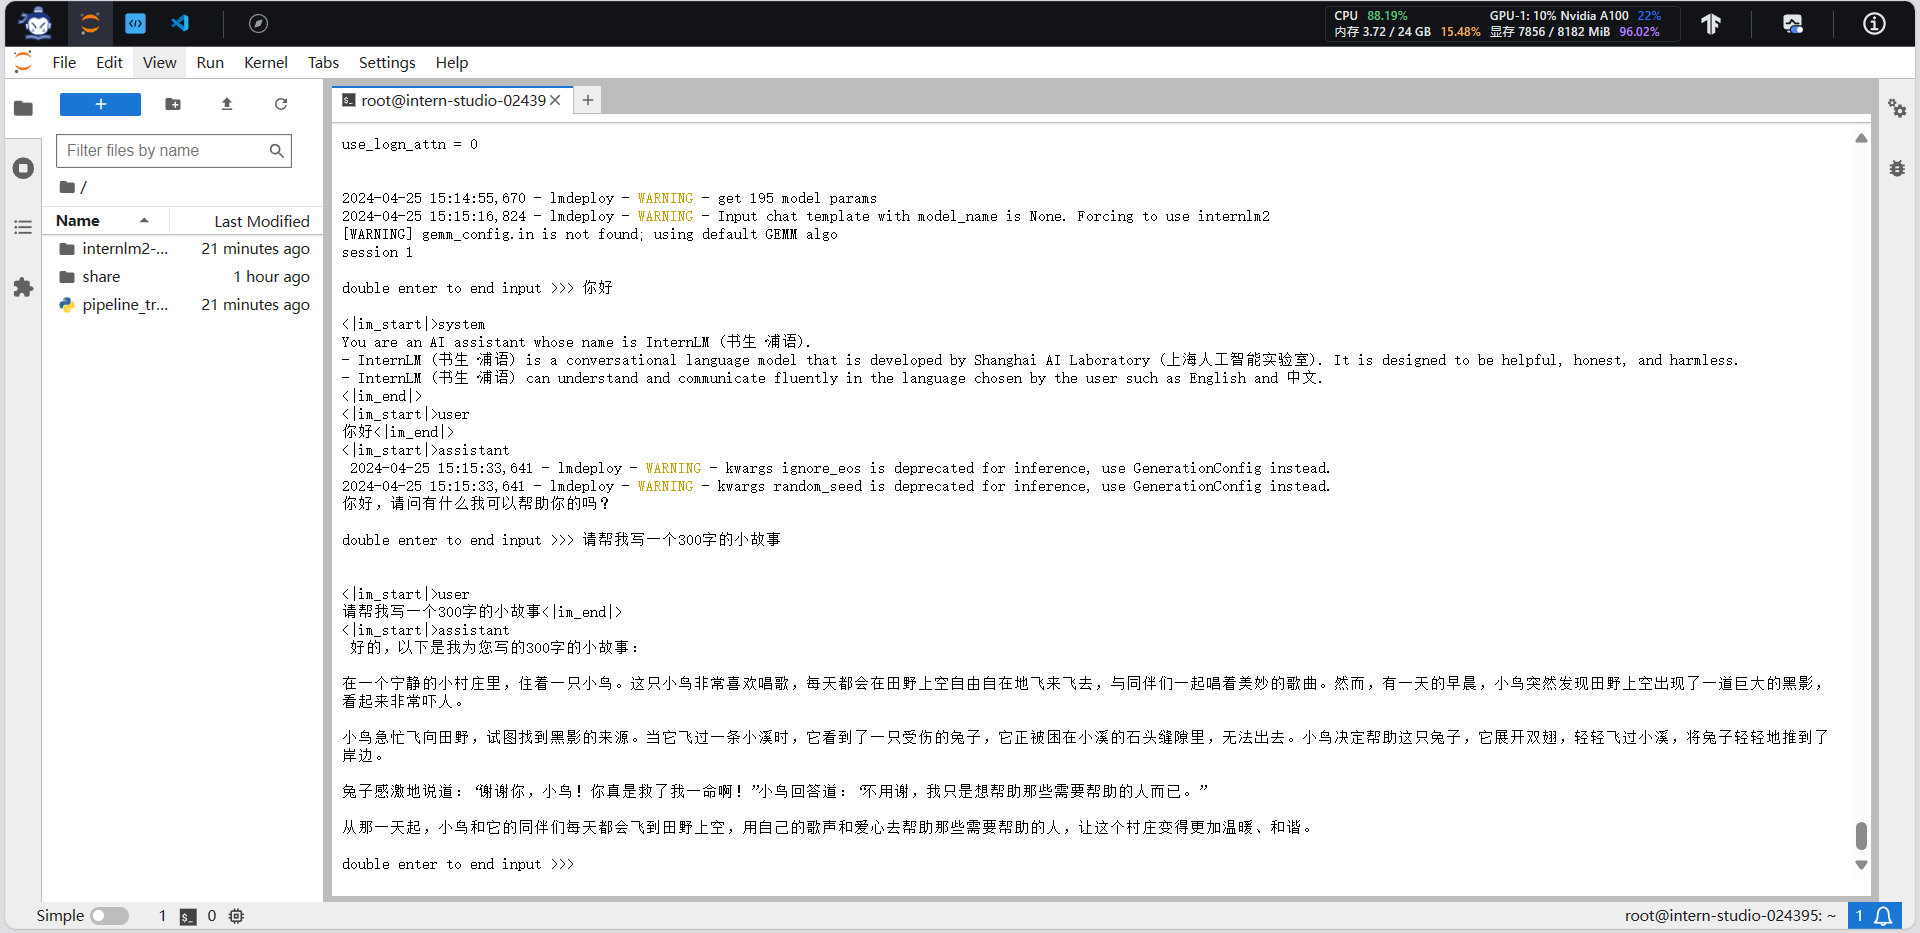 CPU 88.19% GPU-1: 10% Nvidia A100 22%
内存 3.72 / 24 GB 15.48% 显存 7856 / 8182 MiB 96.02%
File Edit View Run Kernel Tabs Settings Help
root@intern-studio-02439
Filter files by name
/
Name Last Modified
internlm2-... 21 minutes ago
share 1 hour ago
pipeline_tr... 21 minutes ago
use_logn_attn = 0
2024-04-25 15:14:55,670 - lmdeploy - WARNING - get 195 model params
2024-04-25 15:15:16,824 - lmdeploy - WARNING - Input chat template with model_name is None. Forcing to use internlm2
[WARNING] gemm_config.in is not found; using default GEMM algo
session 1
double enter to end input >>> 你好
<|im_start|>system
You are an AI assistant whose name is InternLM (书生·浦语).
- InternLM (书生·浦语) is a conversational language model that is developed by Shanghai AI Laboratory (上海人工智能实验室). It is designed to be helpful, honest, and harmless.
- InternLM (书生·浦语) can understand and communicate fluently in the language chosen by the user such as English and 中文.
<|im_end|>
<|im_start|>user
你好<|im_end|>
<|im_start|>assistant
2024-04-25 15:15:33,641 - lmdeploy - WARNING - kwargs ignore_eos is deprecated for inference, use GenerationConfig instead.
2024-04-25 15:15:33,641 - lmdeploy - WARNING - kwargs random_seed is deprecated for inference, use GenerationConfig instead.
你好，请问有什么我可以帮助你的吗？
double enter to end input >>> 请帮我写一个300字的小故事
<|im_start|>user
请帮我写一个300字的小故事<|im_end|>
<|im_start|>assistant
好的，以下是我为您写的300字的小故事：
在一个宁静的小村庄里，住着一只小鸟。这只小鸟非常喜欢唱歌，每天都会在田野上空自由自在地飞来飞去，与同伴们一起唱着美妙的歌曲。然而，有一天的早晨，小鸟突然发现田野上空出现了一道巨大的黑影，
看起来非常吓人。
小鸟急忙飞向田野，试图找到黑影的来源。当它飞过一条小溪时，它看到了一只受伤的兔子，它正被困在小溪的石头缝隙里，无法出去。小鸟决定帮助这只兔子，它展开双翅，轻轻飞过小溪，将兔子轻轻地推到了
岸边。
兔子感激地说道：“谢谢你，小鸟！你真是救了我一命啊！”小鸟回答道：“不用谢，我只是想帮助那些需要帮助的人而已。”
从那一天起，小鸟和它的同伴们每天都会飞到田野上空，用自己的歌声和爱心去帮助那些需要帮助的人，让这个村庄变得更加温暖、和谐。
double enter to end input >>>
Simple 1 0 root@intern-studio-024395: ~ 1